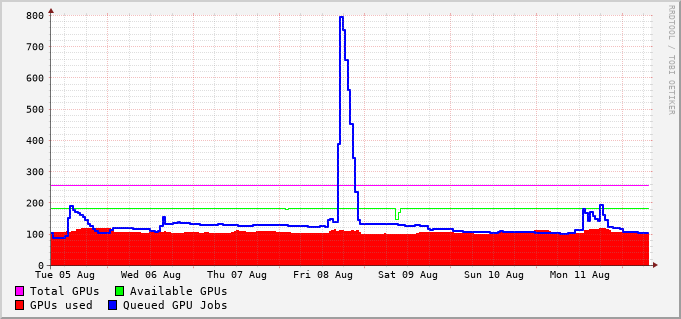 800
700
600
500
400
300
200
100
0
Tue 05 Aug Wed 06 Aug Thu 07 Aug Fri 08 Aug Sat 09 Aug Sun 10 Aug Mon 11 Aug
Total GPUs Available GPUs
GPUs used Queued GPU Jobs
RRDTOOL / TOBI OETIKER